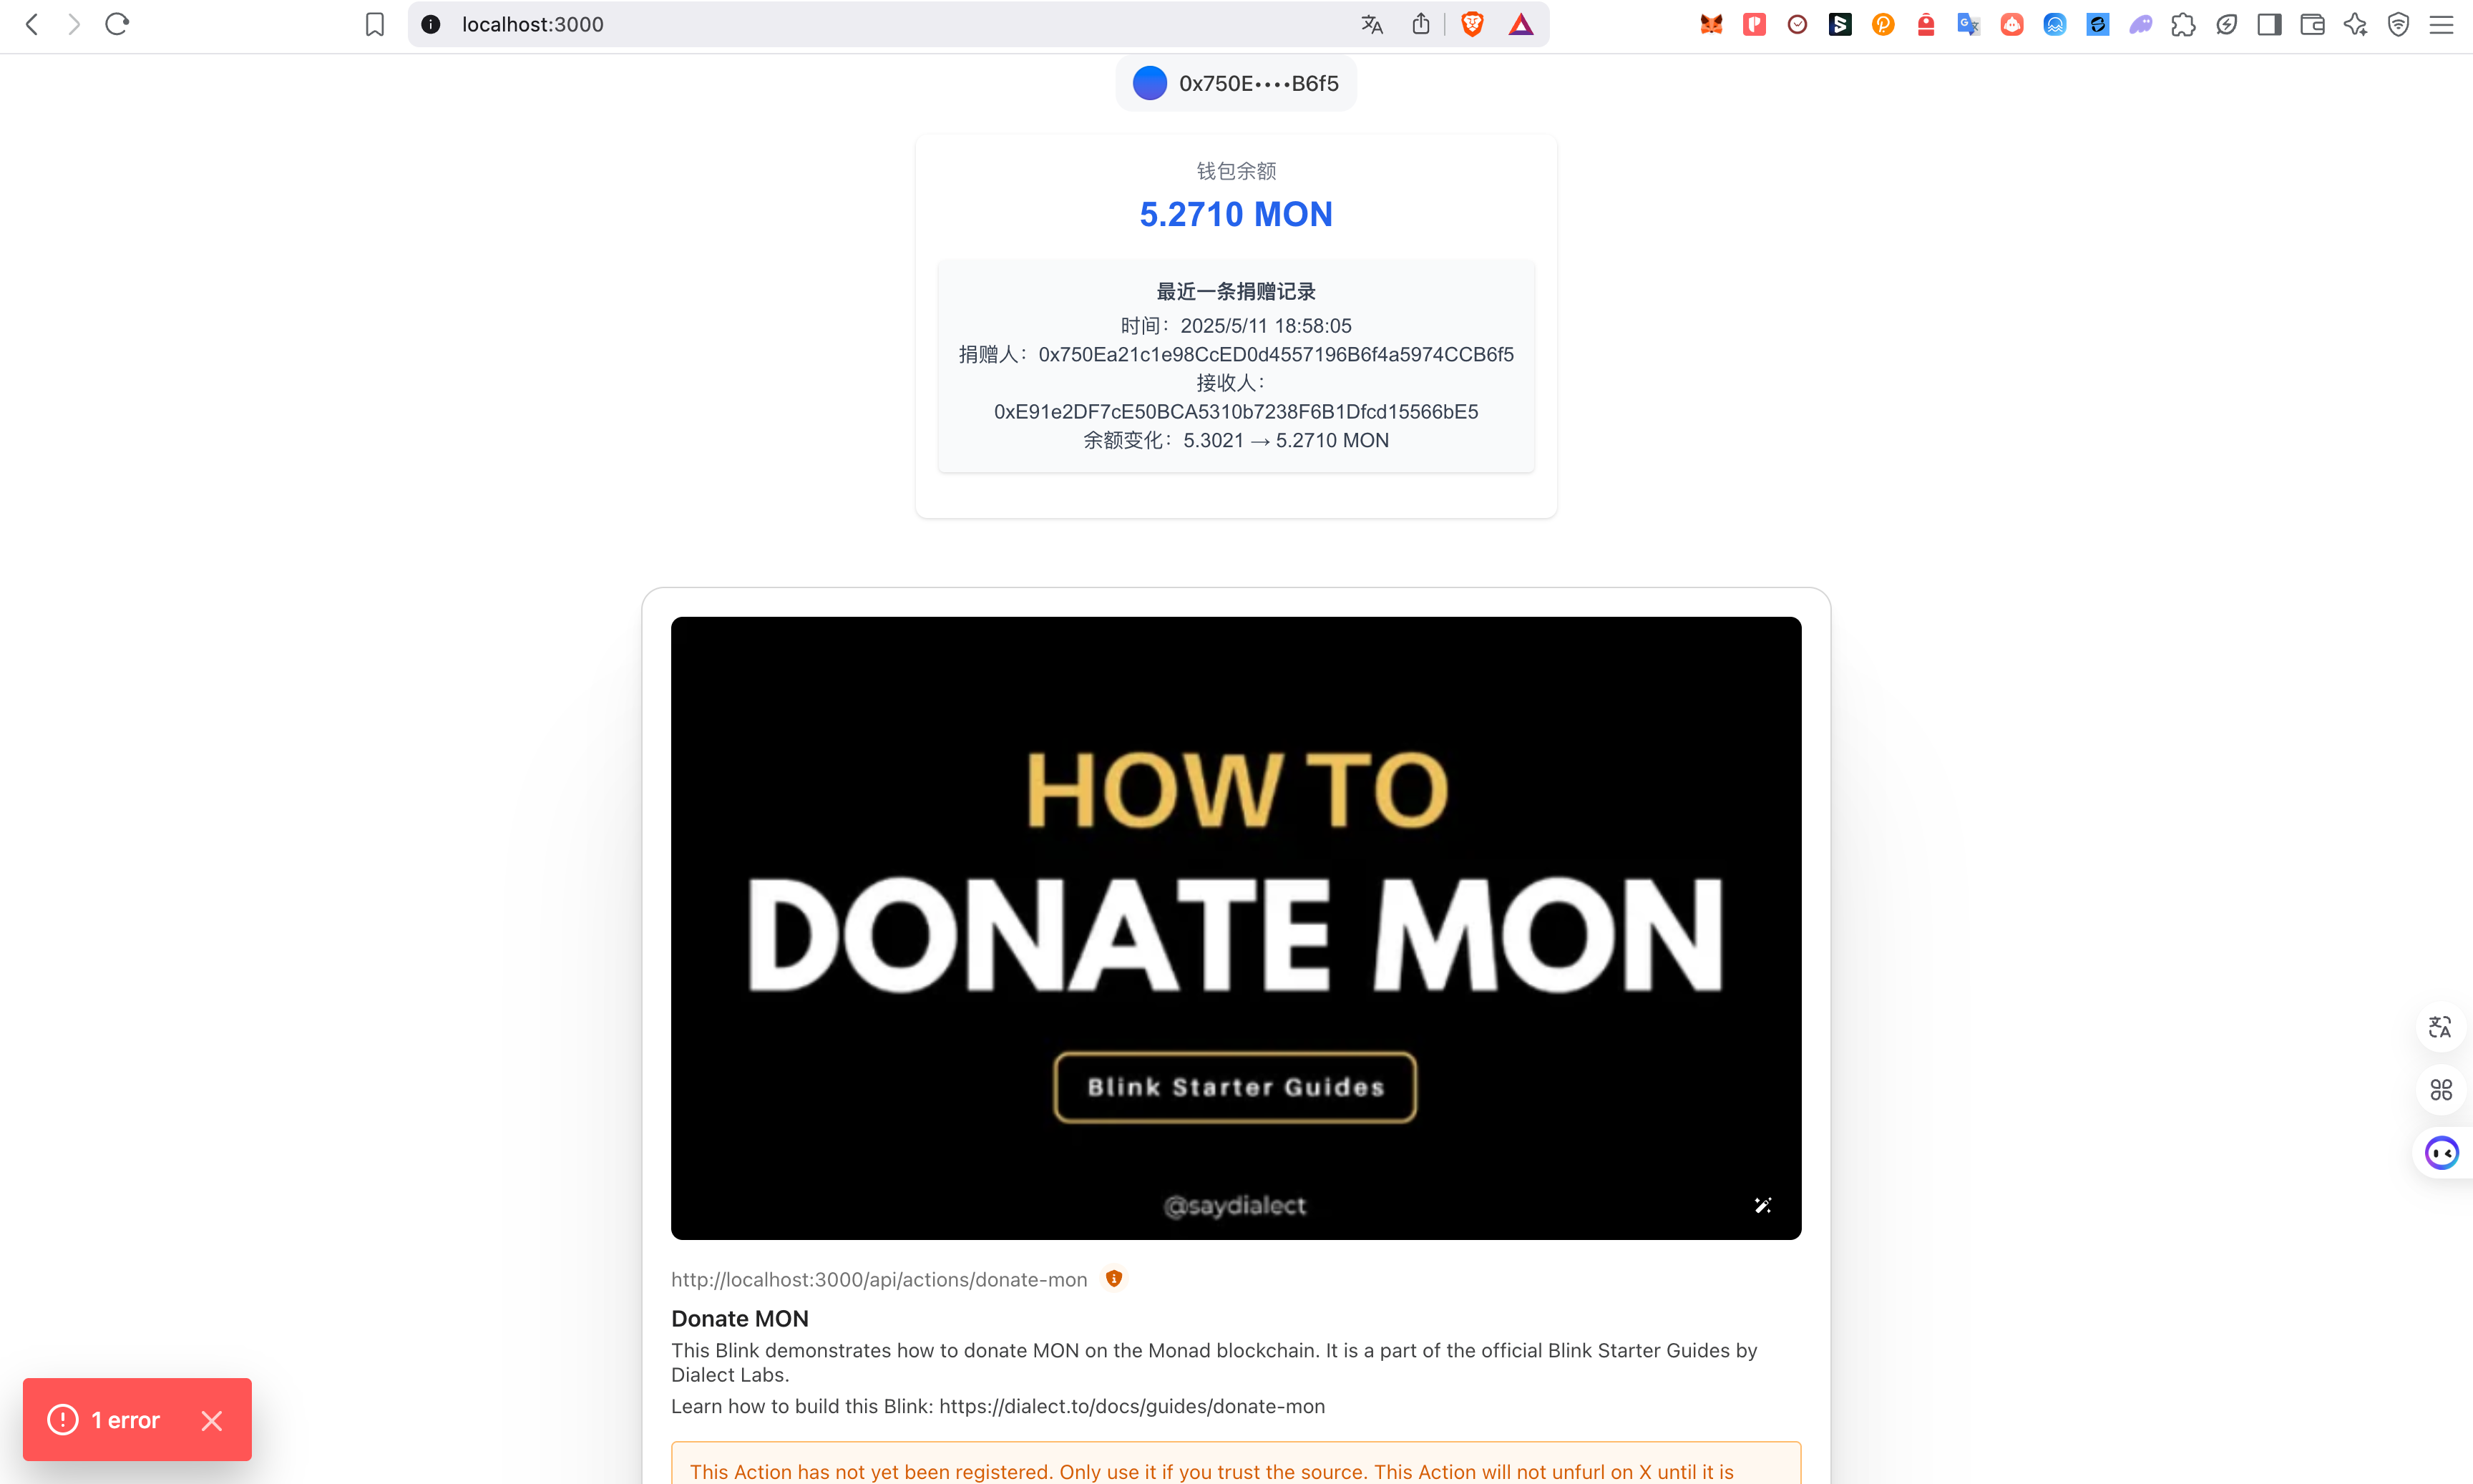 localhost:3000
0x750E••••B6f5
钱包余额
5.2710 MON
最近一条捐赠记录
时间：2025/5/11 18:58:05
捐赠人：0x750Ea21c1e98CcED0d4557196B6f4a5974CCB6f5
接收人：
0xE91e2DF7cE50BCA5310b7238F6B1Dfcd15566bE5
余额变化：5.3021 → 5.2710 MON
HOW TO
DONATE MON
Blink Starter Guides
@saydialect
http://localhost:3000/api/actions/donate-mon
Donate MON
This Blink demonstrates how to donate MON on the Monad blockchain. It is a part of the official Blink Starter Guides by
Dialect Labs.
Learn how to build this Blink: https://dialect.to/docs/guides/donate-mon
1 error
This Action has not yet been registered. Only use it if you trust the source. This Action will not unfurl on X until it is